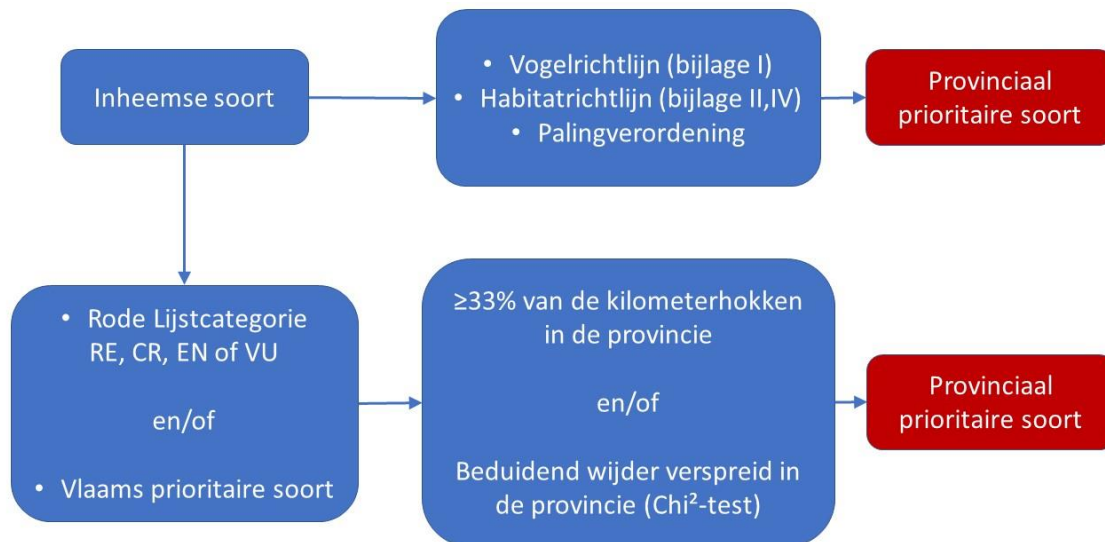 Inheemse soort
• Vogelrichtlijn (bijlage I)
• Habitatrichtlijn (bijlage II,IV)
• Palingverordening
Provinciaal
prioritaire soort
• Rode Lijstcategorie
RE, CR, EN of VU
en/of
• Vlaams prioritaire soort
≥33% van de kilometerhokken
in de provincie
en/of
Beduidend wijder verspreid in
de provincie (Chi²-test)
Provinciaal
prioritaire soort